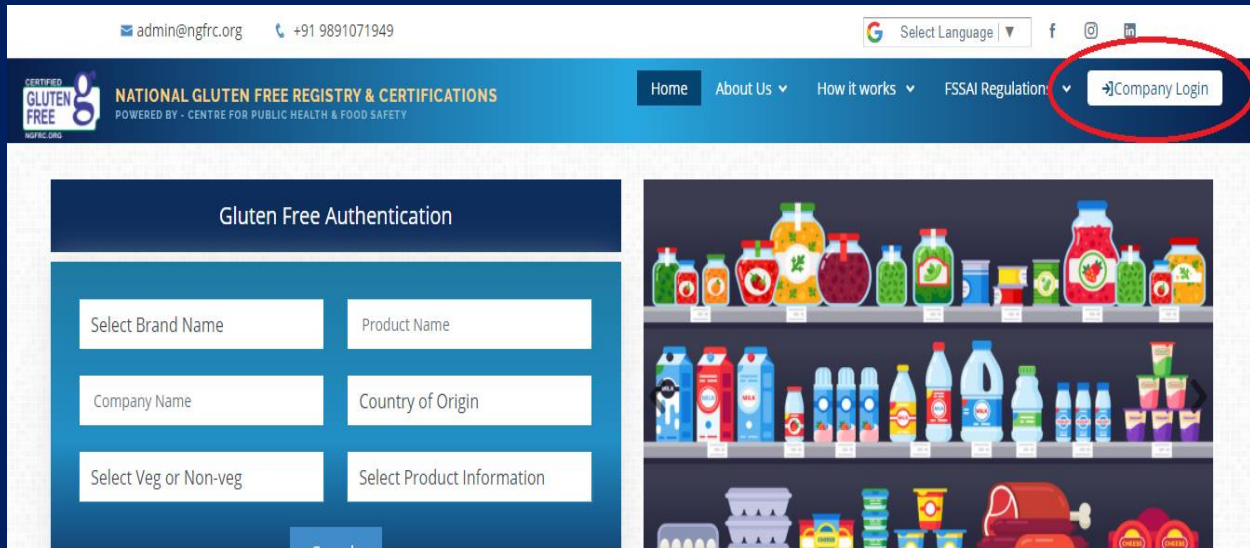 admin@ngfrc.org +91 9891071949 Select Language ▼
CERTIFIED
GLUTEN
FREE
NGFRC.ORG
NATIONAL GLUTEN FREE REGISTRY & CERTIFICATIONS
POWERED BY - CENTRE FOR PUBLIC HEALTH & FOOD SAFETY
Home About Us How it works FSSAI Regulations Company Login
Gluten Free Authentication
Select Brand Name Product Name
Company Name Country of Origin
Select Veg or Non-veg Select Product Information
MILK MILK MILK
CHEESE CHEESE